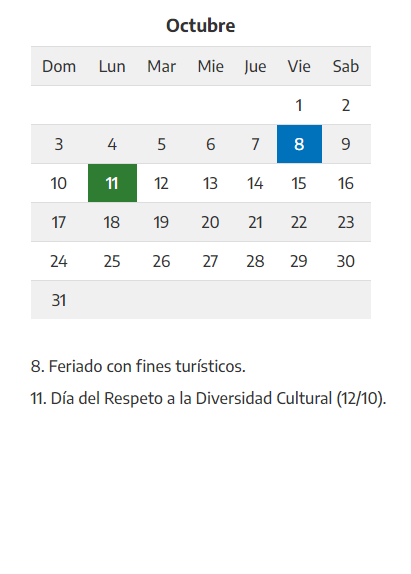 Octubre
Dom Lun Mar Mie Jue Vie Sab
1 2
3 4 5 6 7 8 9
10 11 12 13 14 15 16
17 18 19 20 21 22 23
24 25 26 27 28 29 30
31
8. Feriado con fines turísticos.
11. Día del Respeto a la Diversidad Cultural (12/10).